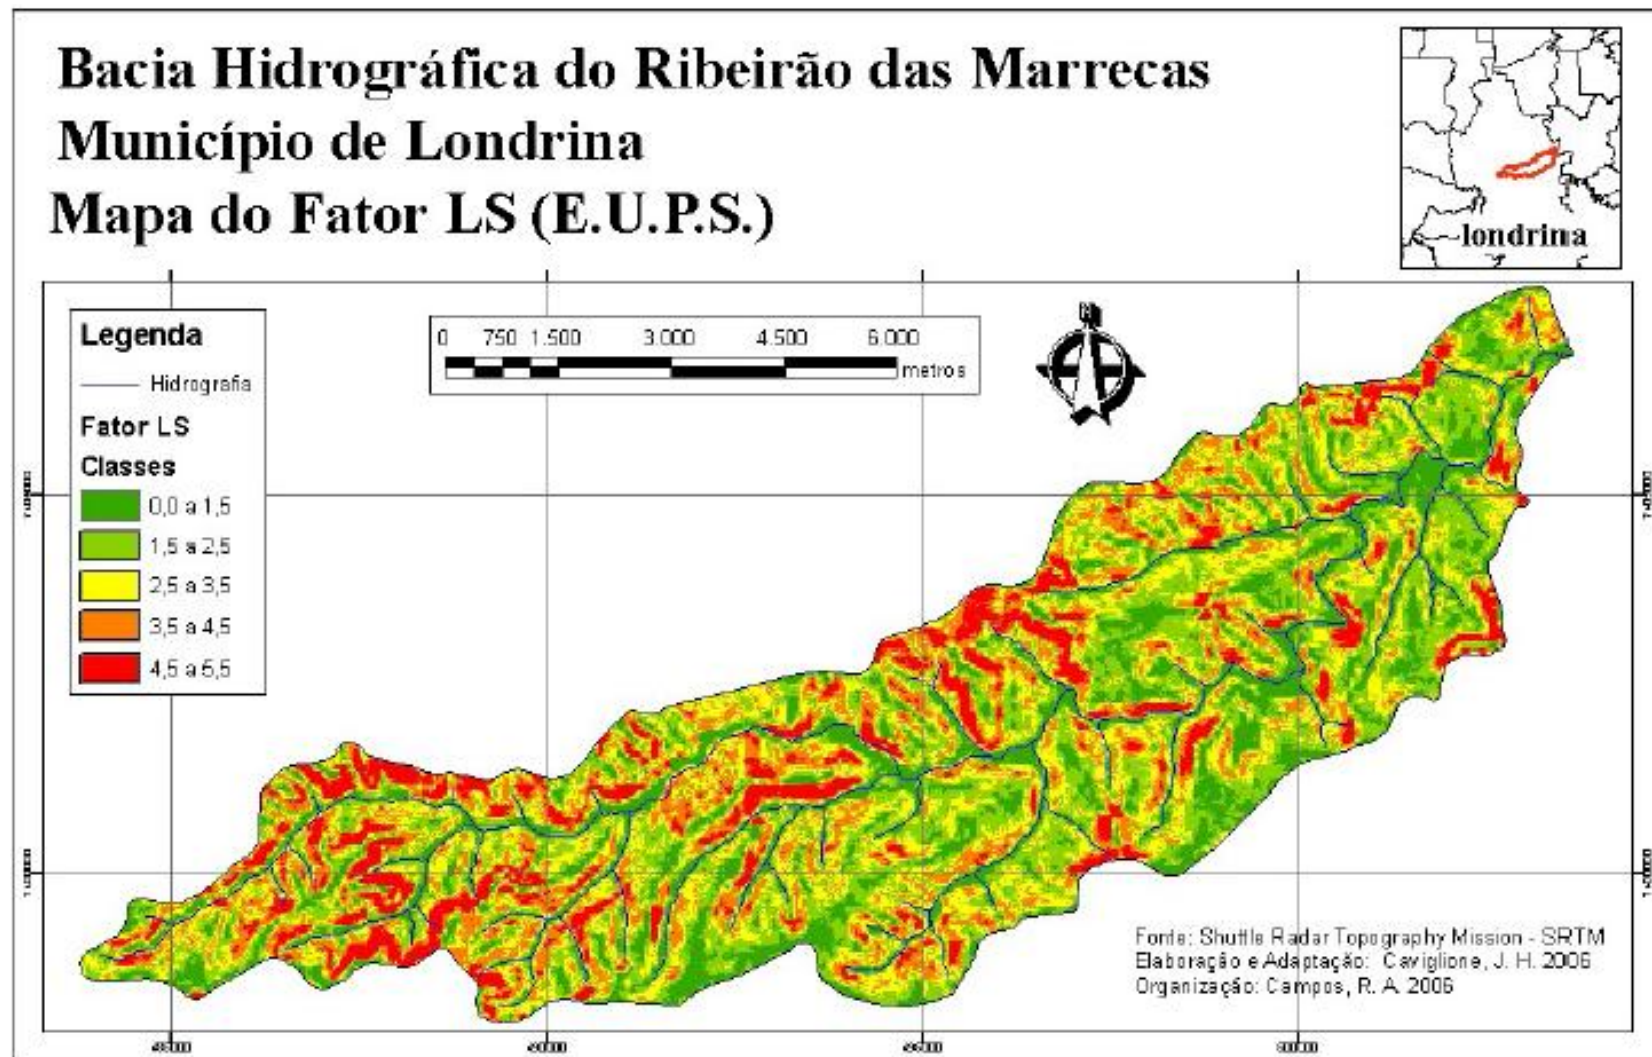 Bacia Hidrográfica do Ribeirão das Marrecas
Município de Londrina
Mapa do Fator LS (E.U.P.S.)
londrina
Legenda
Hidrografia
Fator LS
Classes
0,0 a 1,5
1,5 a 2,5
2,5 a 3,5
3,5 a 4,5
4,5 a 5,5
0 750 1.500 3.000 4.500 6.000
metros
N
Fonte: Shuttle Radar Topography Mission - SRTM
Elaboração e Adaptação: Caviglione, J. H. 2006
Organização: Campos, R. A. 2006